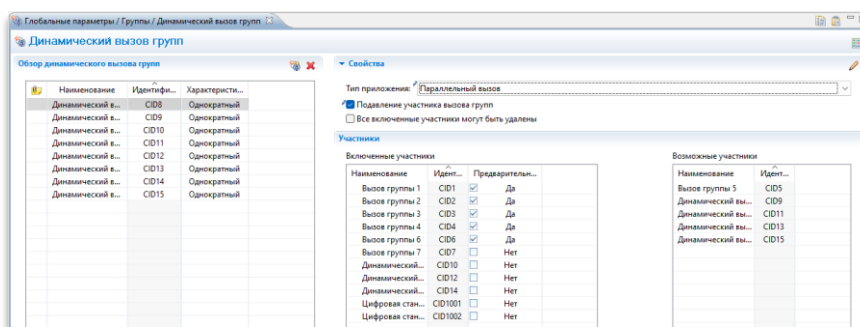 Глобальные параметры / Группы / Динамический вызов групп
Динамический вызов групп
Обзор динамического вызова групп
Наименование Идентифи... Характеристи...
Динамический в... CID8 Однократный
Динамический в... CID9 Однократный
Динамический в... CID10 Однократный
Динамический в... CID11 Однократный
Динамический в... CID12 Однократный
Динамический в... CID13 Однократный
Динамический в... CID14 Однократный
Динамический в... CID15 Однократный
Свойства
Тип приложения: Параллельный вызов
Подавление участника вызова групп
Все включенные участники могут быть удалены
Участники
Включенные участники
Наименование Идент... Предварительн...
Вызов группы 1 CID1 Да
Вызов группы 2 CID2 Да
Вызов группы 3 CID3 Да
Вызов группы 4 CID4 Да
Вызов группы 6 CID6 Да
Вызов группы 7 CID7 Нет
Динамический... CID10 Нет
Динамический... CID12 Нет
Динамический... CID14 Нет
Цифровая стан... CID1001 Нет
Цифровая стан... CID1002 Нет
Возможные участники
Наименование Идент...
Вызов группы 5 CID5
Динамический вы... CID9
Динамический вы... CID11
Динамический вы... CID13
Динамический вы... CID15